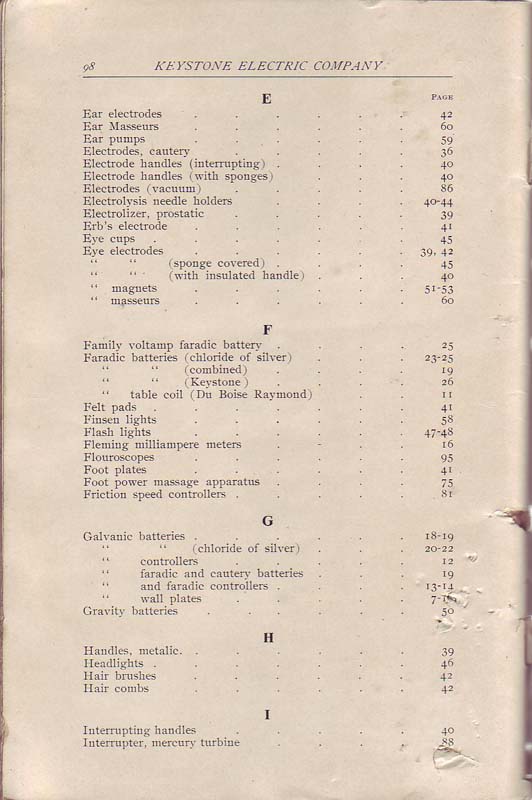 98 KEYSTONE ELECTRIC COMPANY
E PAGE
Ear electrodes . . . . . . 42
Ear Masseurs . . . . . . 60
Ear pumps . . . . . . 59
Electrodes, cautery . . . . . 36
Electrode handles (interrupting) . . . . 40
Electrode handles (with sponges) . . . 40
Electrodes (vacuum) . . . . . 86
Electrolysis needle holders . . . . 40-44
Electrolizer, prostatic . . . . . 39
Erb's electrode . . . . . . 41
Eye cups . . . . . . . 45
Eye electrodes . . . . . . 39, 42
“ “ (sponge covered) . . . . 45
“ “ (with insulated handle) . . . 40
“ magnets . . . . . . 51-53
“ masseurs . . . . . . 60
F
Family voltamp faradic battery . . . . 25
Faradic batteries (chloride of silver) . . . 23-25
“ “ (combined) . . . . 19
“ “ (Keystone) . . . . 26
“ table coil (Du Boise Raymond) . . . 11
Felt pads . . . . . . . 41
Finsen lights . . . . . . 58
Flash lights . . . . . . 47-48
Fleming milliampere meters . . . . 16
Flouroscopes . . . . . . 95
Foot plates . . . . . . 41
Foot power massage apparatus . . . . 75
Friction speed controllers . . . . . 81
G
Galvanic batteries . . . . . . 18-19
“ “ (chloride of silver) . . . 20-22
“ controllers . . . . . 12
“ faradic and cautery batteries . . . 19
“ and faradic controllers . . . . 13-14
“ wall plates . . . . . 7-
Gravity batteries . . . . . 50
H
Handles, metalic. . . . . . . 39
Headlights . . . . . . . 46
Hair brushes . . . . . . 42
Hair combs . . . . . . 42
I
Interrupting handles . . . . . 40
Interrupter, mercury turbine . . . . 88